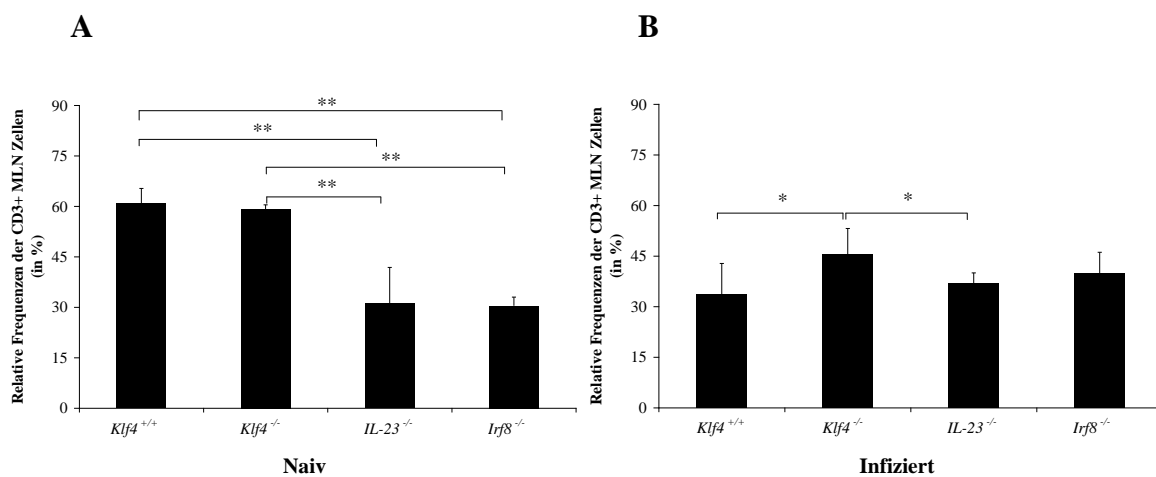 A
Relative Frequenzen der CD3+ MLN Zellen
(in %)
90
75
60
45
30
15
0
**
**
**
**
Klf4 +/+
Klf4 -/-
IL-23 -/-
Irf8 -/-
Naiv
B
Relative Frequenzen der CD3+ MLN Zellen
(in %)
90
75
60
45
30
15
0
*
*
Klf4 +/+
Klf4 -/-
IL-23 -/-
Irf8 -/-
Infiziert